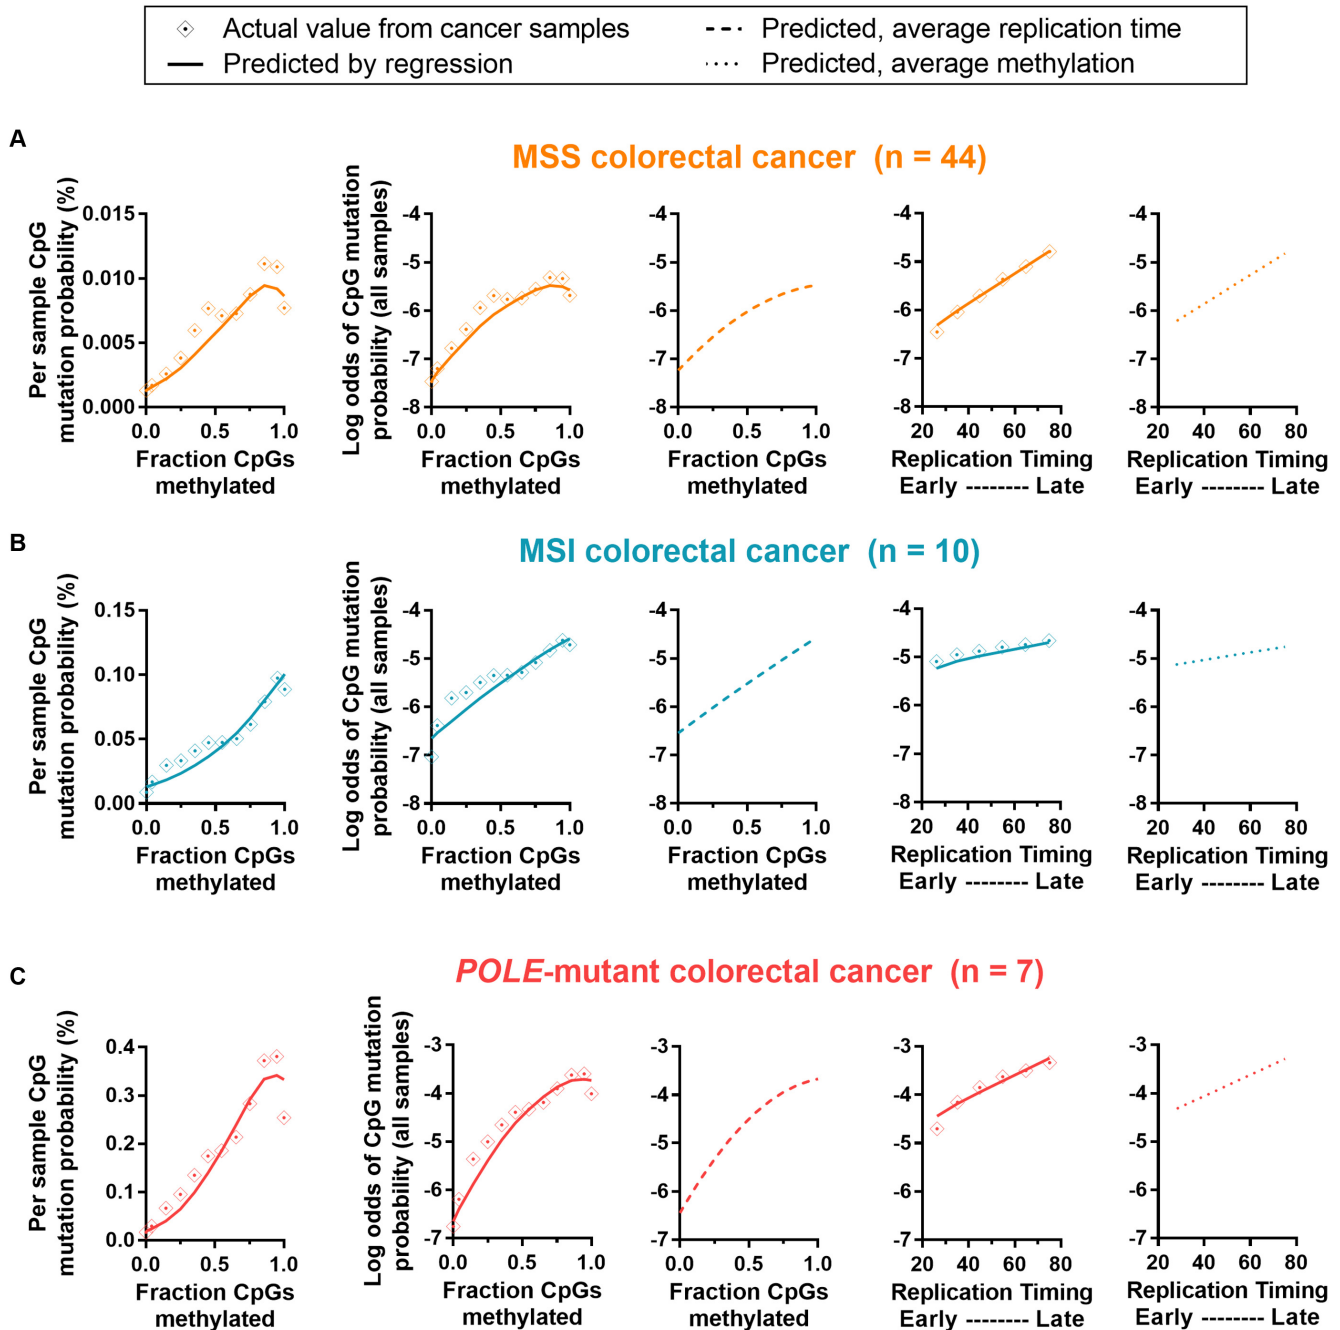 Actual value from cancer samples
Predicted by regression
Predicted, average replication time
Predicted, average methylation
A
MSS colorectal cancer (n = 44)
Per sample CpG
mutation probability (%)
0.015
0.010
0.005
0.000
0.0 0.5 1.0
Fraction CpGs
methylated
Log odds of CpG mutation
probability (all samples)
-4
-5
-6
-7
-8
0.0 0.5 1.0
Fraction CpGs
methylated
-4
-5
-6
-7
-8
0.0 0.5 1.0
Fraction CpGs
methylated
-4
-5
-6
-7
-8
20 40 60 80
Replication Timing
Early -------- Late
-4
-5
-6
-7
-8
20 40 60 80
Replication Timing
Early -------- Late
B
MSI colorectal cancer (n = 10)
Per sample CpG
mutation probability (%)
0.15
0.10
0.05
0.00
0.0 0.5 1.0
Fraction CpGs
methylated
Log odds of CpG mutation
probability (all samples)
-4
-5
-6
-7
-8
0.0 0.5 1.0
Fraction CpGs
methylated
-4
-5
-6
-7
-8
0.0 0.5 1.0
Fraction CpGs
methylated
-4
-5
-6
-7
-8
20 40 60 80
Replication Timing
Early -------- Late
-4
-5
-6
-7
-8
20 40 60 80
Replication Timing
Early -------- Late
C
POLE-mutant colorectal cancer (n = 7)
Per sample CpG
mutation probability (%)
0.4
0.3
0.2
0.1
0.0
0.0 0.5 1.0
Fraction CpGs
methylated
Log odds of CpG mutation
probability (all samples)
-3
-4
-5
-6
-7
0.0 0.5 1.0
Fraction CpGs
methylated
-3
-4
-5
-6
-7
0.0 0.5 1.0
Fraction CpGs
methylated
-3
-4
-5
-6
-7
20 40 60 80
Replication Timing
Early -------- Late
-3
-4
-5
-6
-7
20 40 60 80
Replication Timing
Early -------- Late